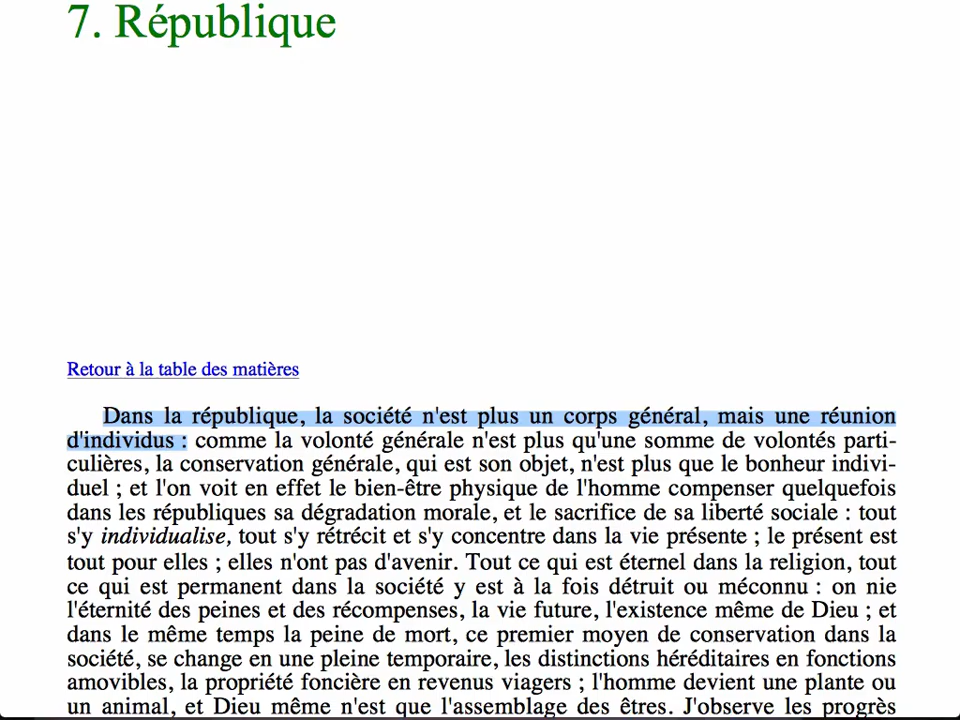 7. République
Retour à la table des matières
Dans la république, la société n'est plus un corps général, mais une réunion
d'individus : comme la volonté générale n'est plus qu'une somme de volontés parti-
culières, la conservation générale, qui est son objet, n'est plus que le bonheur indivi-
duel ; et l'on voit en effet le bien-être physique de l'homme compenser quelquefois
dans les républiques sa dégradation morale, et le sacrifice de sa liberté sociale : tout
s'y individualise, tout s'y rétrécit et s'y concentre dans la vie présente ; le présent est
tout pour elles ; elles n'ont pas d'avenir. Tout ce qui est éternel dans la religion, tout
ce qui est permanent dans la société y est à la fois détruit ou méconnu : on nie
l'éternité des peines et des récompenses, la vie future, l'existence même de Dieu ; et
dans le même temps la peine de mort, ce premier moyen de conservation dans la
société, se change en une pleine temporaire, les distinctions héréditaires en fonctions
amovibles, la propriété foncière en revenus viagers ; l'homme devient une plante ou
un animal, et Dieu même n'est que l'assemblage des êtres. J'observe les progrès